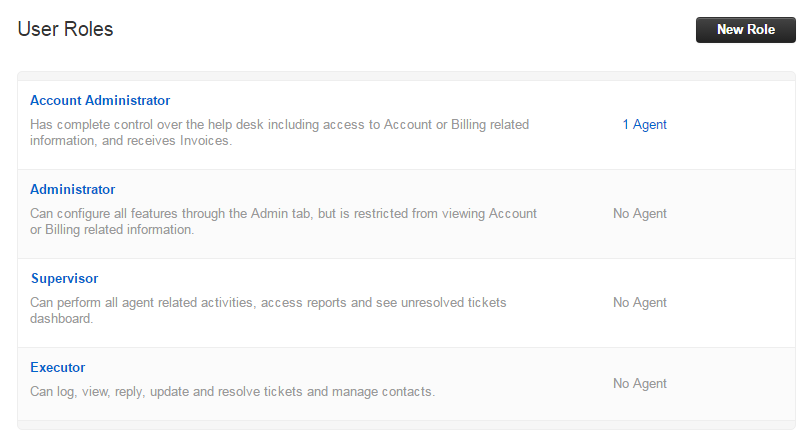 User Roles
New Role
Account Administrator
Has complete control over the help desk including access to Account or Billing related
information, and receives Invoices.
1 Agent
Administrator
Can configure all features through the Admin tab, but is restricted from viewing Account
or Billing related information.
No Agent
Supervisor
Can perform all agent related activities, access reports and see unresolved tickets
dashboard.
No Agent
Executor
Can log, view, reply, update and resolve tickets and manage contacts.
No Agent